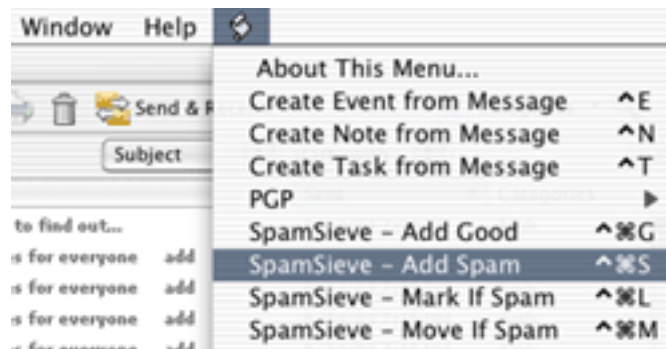 Window Help
About This Menu...
Send & R
Create Event from Message ^E
Create Note from Message ^N
Subject
Create Task from Message ^T
PGP
to find out...
SpamSieve – Add Good ^⌘G
s for everyone add
SpamSieve – Add Spam ^⌘S
s for everyone add
SpamSieve – Mark If Spam ^⌘L
s for everyone add
SpamSieve – Move If Spam ^⌘M